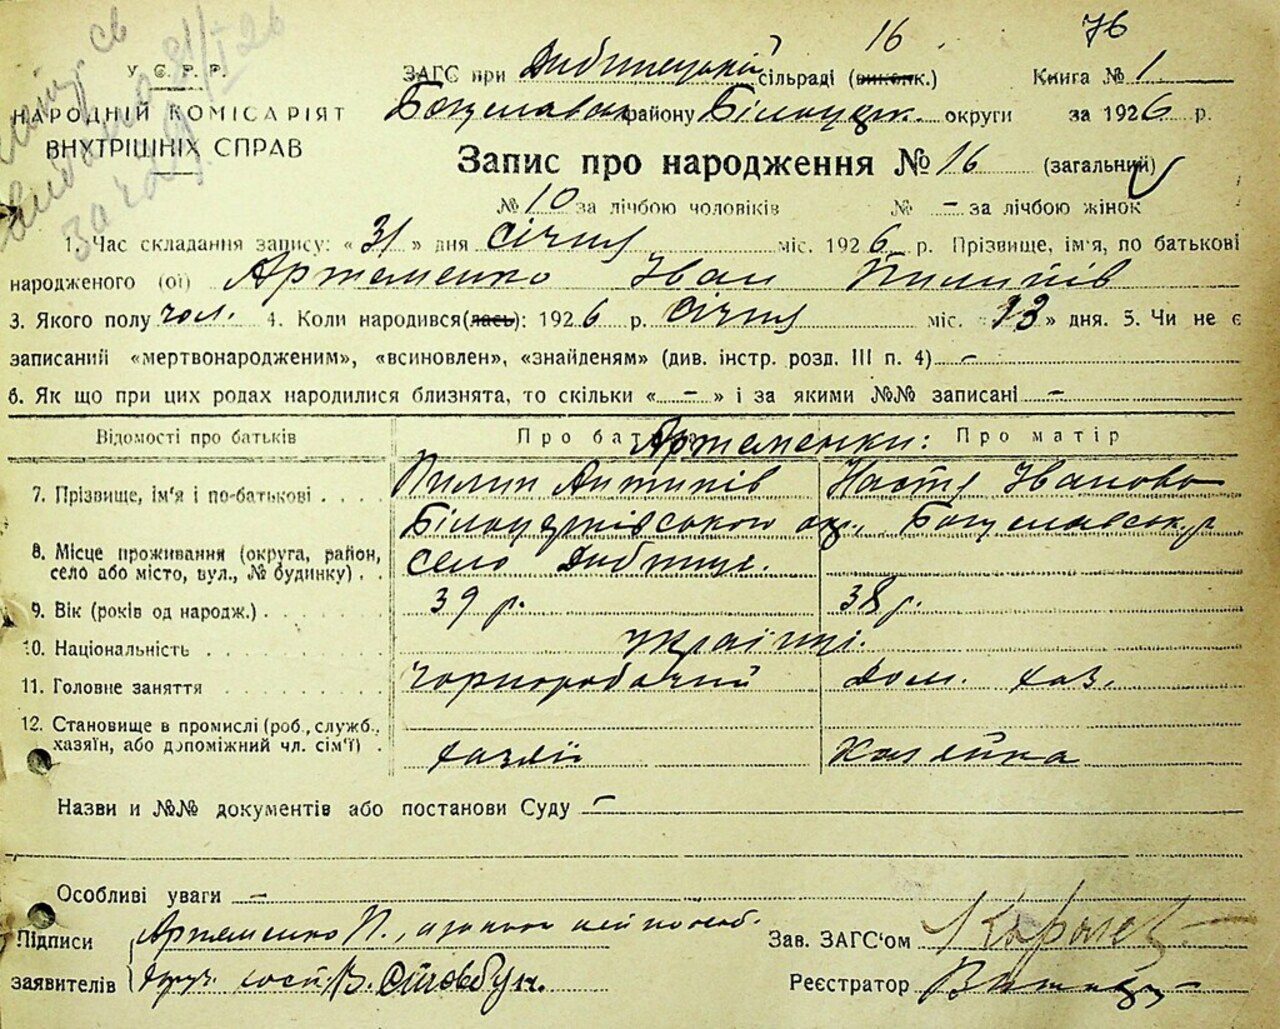 16 76
У.С.Р.Р.
НАРОДНІЙ КОМІСАРІЯТ
ВНУТРІШНІХ СПРАВ
ЗАГС при Дибинецькій сільраді (виконк.) Книга № 1
Богуславськ району Білоцерк. округи за 1926 р.
Запис про народження № 16 (загальний)
№ 10 за лічбою чоловіків № – за лічбою жінок
1. Час складання запису: « 31 » дня січня міс. 1926 р. Прізвище, ім'я, по батькові
народженого (ої) Артеменко Іван Пилипів
3. Якого полу чол. 4. Коли народився(лась): 1926 р. січня міс. « 23 » дня. 5. Чи не є
записаний «мертвонародженим», «всиновлен», «знайденям» (див. інстр. розд. III п. 4) –
6. Як що при цих родах народилися близнята, то скільки « – » і за якими №№ записані –
Відомості про батьків Про батька Артеменки: Про матір
7. Прізвище, ім'я і по-батькові Пилип Антипів Настя Іванова
Білоцерківської окр., Богуславськ. р
8. Місце проживання (округа, район, село Дибинці.
село або місто, вул., № будинку)
9. Вік (років од народж.) 39 р. 38 р.
10. Національність українці.
11. Головне заняття Чорноробочий дом. хаз.
12. Становище в промислі (роб., служб.,
хазяїн, або допоміжний чл. сім'ї) хазяїн хазяйка
Назви и №№ документів або постанови Суду –
Особливі уваги –
Підписи Артеменко П.,
заявителів В. Стовбун.
Зав. ЗАГС'ом
Реєстратор